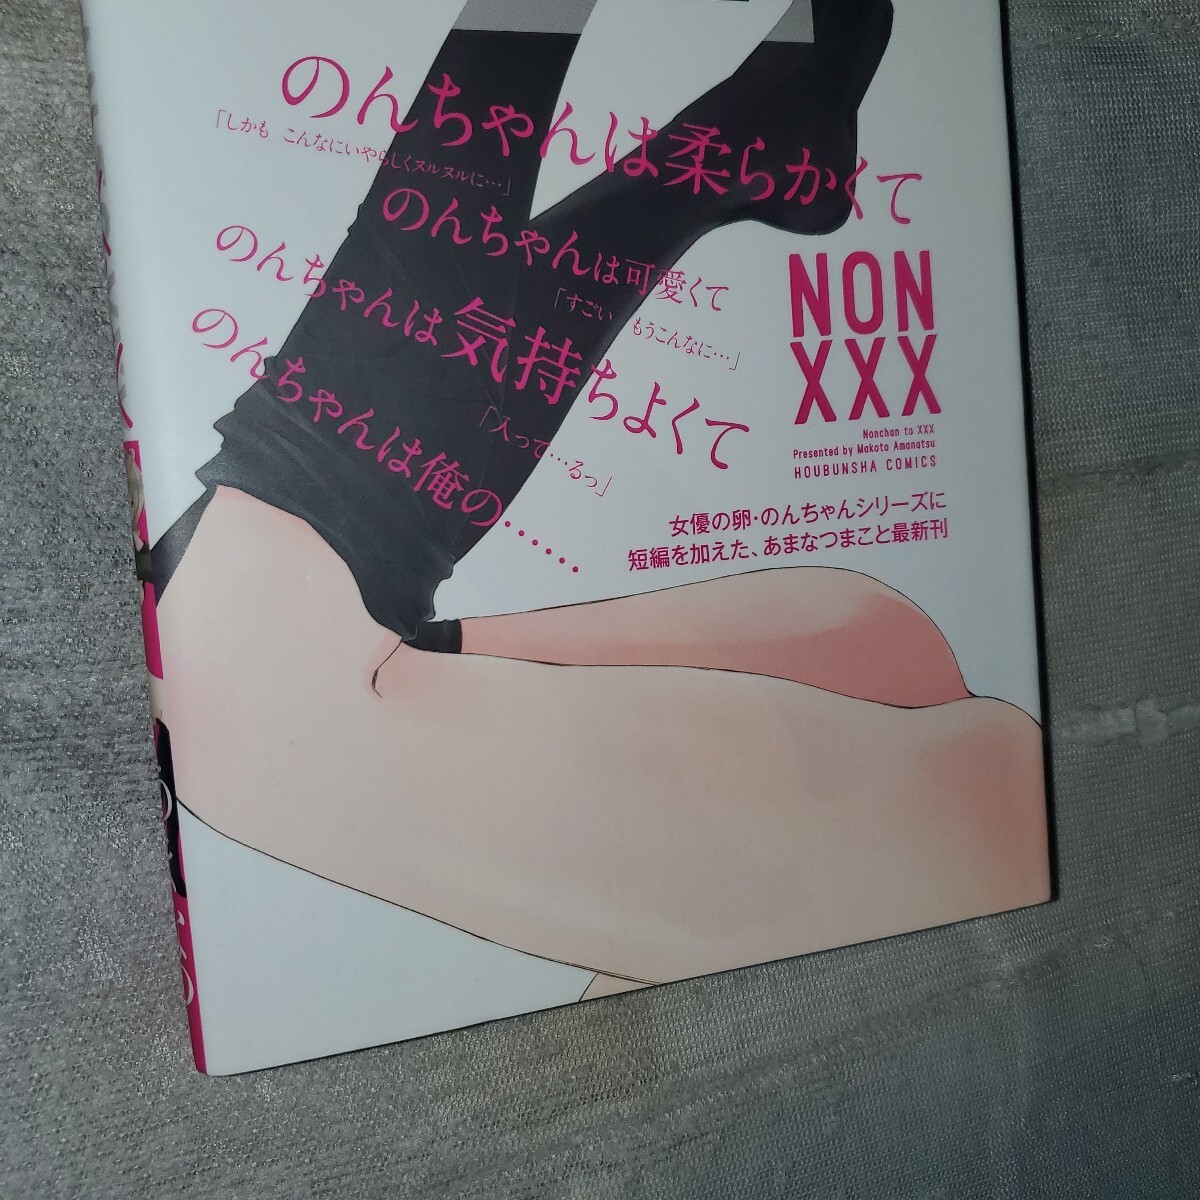 のんちゃんは柔らかくて
「しかも こんなにいやらしくヌルヌルに…」
のんちゃんは可愛くて
「すごい もうこんなに…」
のんちゃんは気持ちよくて
「入って…るっ」
のんちゃんは俺の……
NON
XXX
Nonchan to XXX
Presented by Makoto Amanatsu
HOUBUNSHA COMICS
女優の卵・のんちゃんシリーズに
短編を加えた、あまなつまこと最新刊